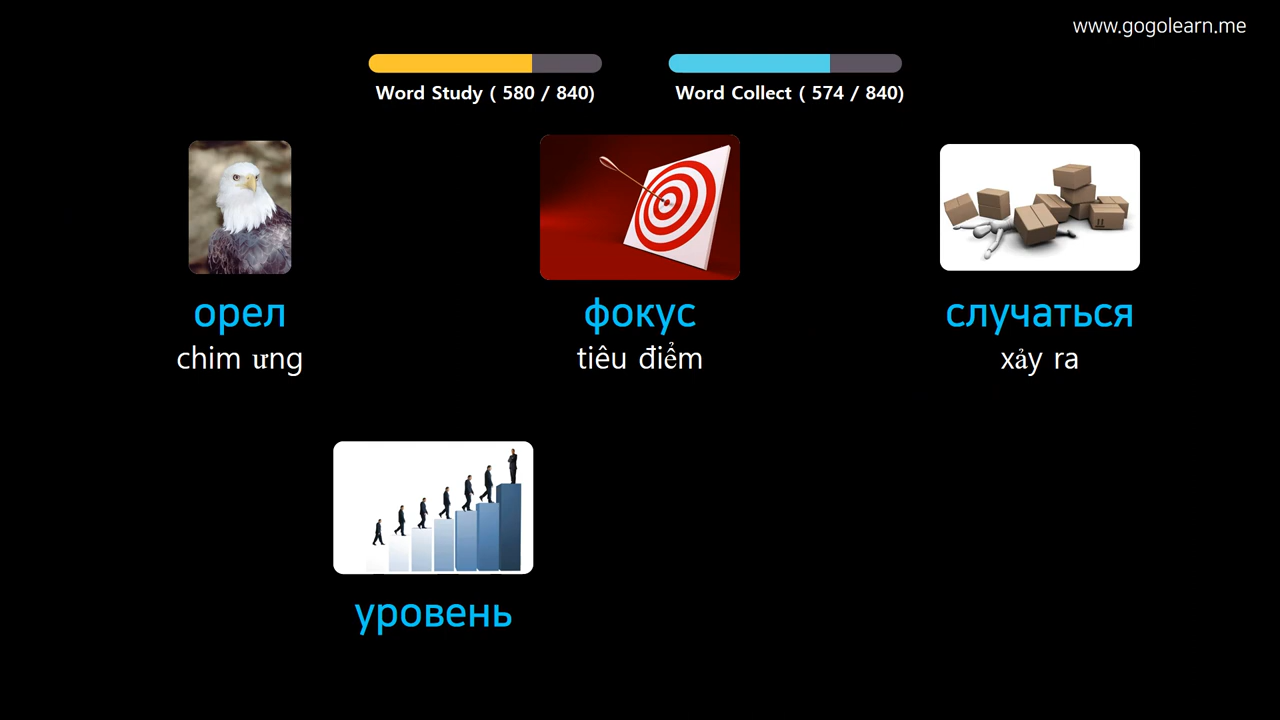 www.gogolearn.me
Word Study ( 580 / 840)
Word Collect ( 574 / 840)
орел
фокус
случаться
chim ưng
tiêu điểm
xảy ra
уровень